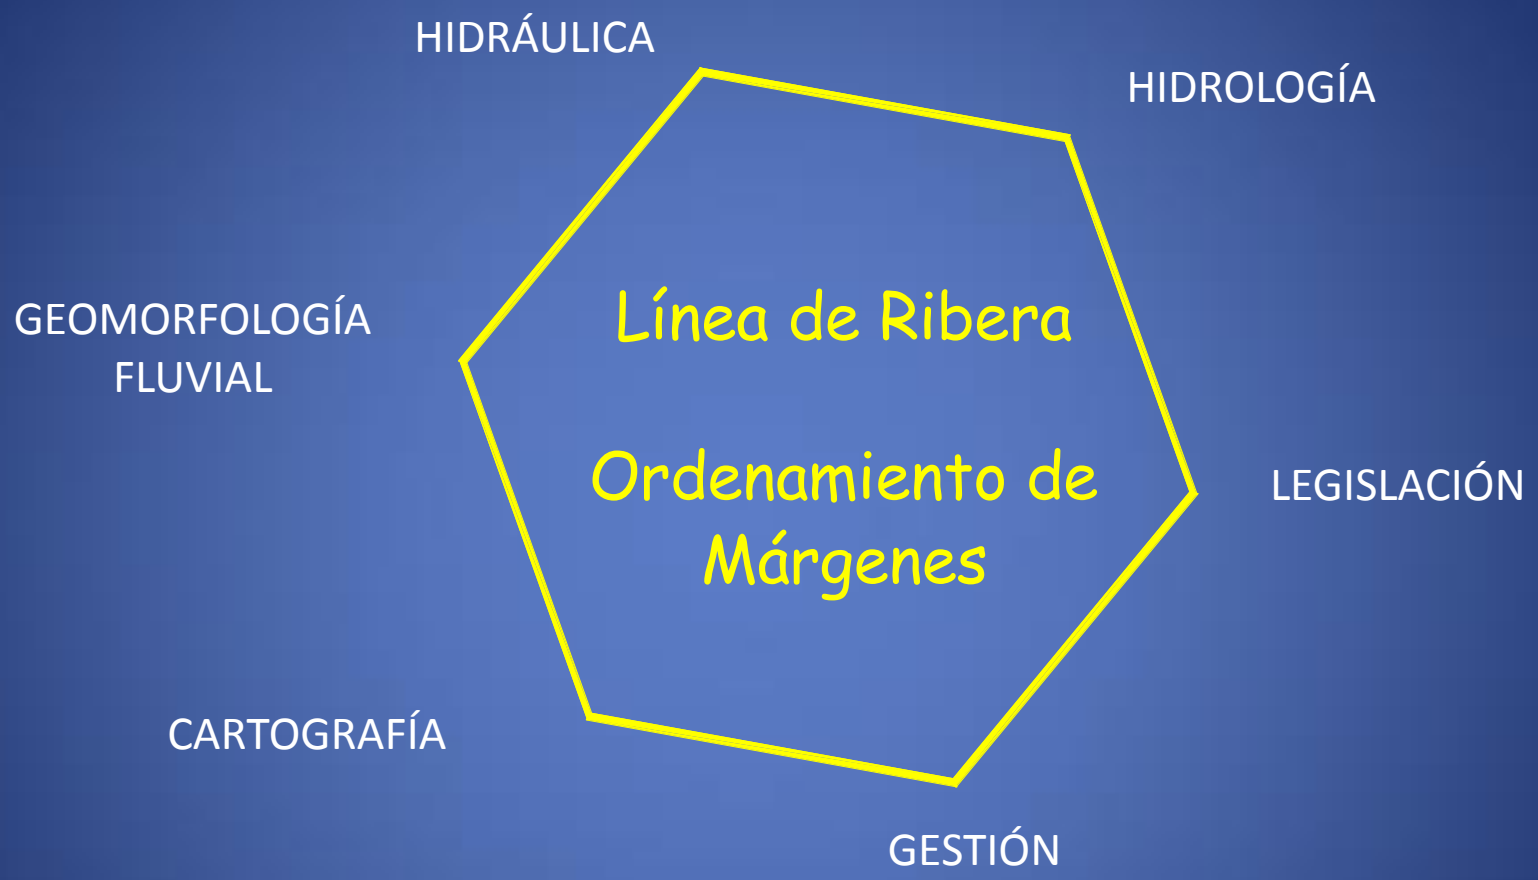 HIDRÁULICA
HIDROLOGÍA
GEOMORFOLOGÍA
FLUVIAL
Línea de Ribera
Ordenamiento de
Márgenes
LEGISLACIÓN
CARTOGRAFÍA
GESTIÓN